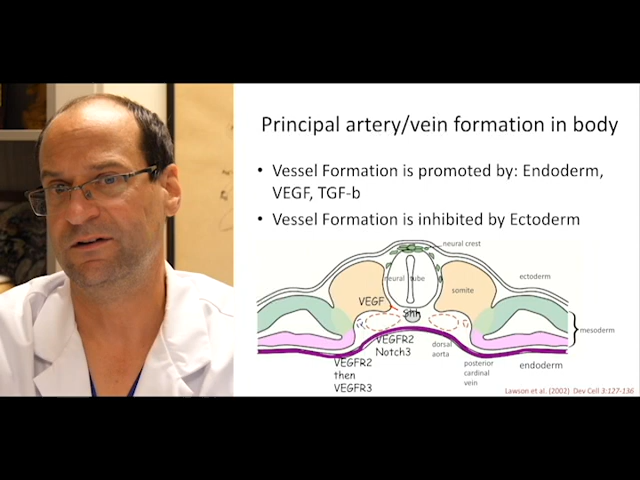 Principal artery/vein formation in body
• Vessel Formation is promoted by: Endoderm,
VEGF, TGF-b
• Vessel Formation is inhibited by Ectoderm
neural crest
neural tube
ectoderm
somite
VEGF
Shh
mesoderm
VEGFR2
Notch3
dorsal
aorta
VEGFR2
then
VEGFR3
posterior
cardinal
vein
endoderm
Lawson et al. (2002) Dev Cell 3:127-136